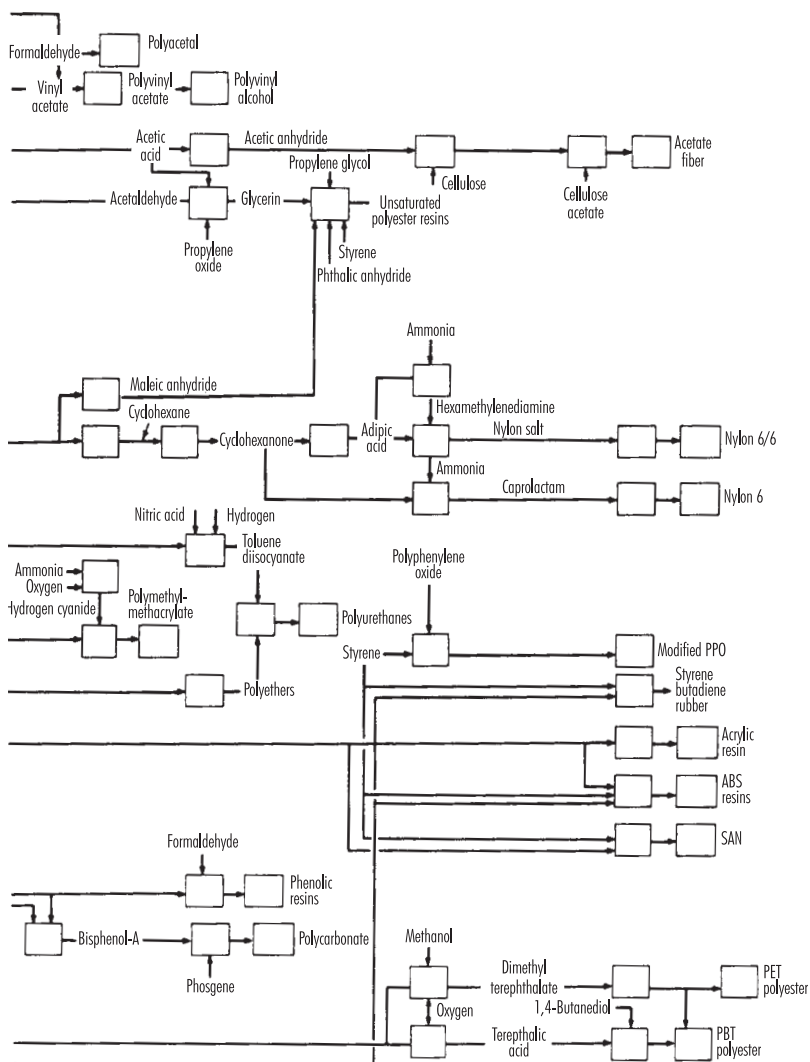 Formaldehyde
Polyacetal
Vinyl
acetate
Polyvinyl
acetate
Polyvinyl
alcohol
Acetic
acid
Acetic anhydride
Cellulose
Cellulose
acetate
Acetate
fiber
Propylene glycol
Acetaldehyde
Glycerin
Unsaturated
polyester resins
Propylene
oxide
Styrene
Phthalic anhydride
Ammonia
Maleic anhydride
Cyclohexane
Hexamethylenediamine
Cyclohexanone
Adipic
acid
Nylon salt
Nylon 6/6
Ammonia
Caprolactam
Nylon 6
Nitric acid
Hydrogen
Toluene
diisocyanate
Ammonia
Oxygen
Hydrogen cyanide
Polymethyl-
methacrylate
Polyurethanes
Polyphenylene
oxide
Styrene
Modified PPO
Polyethers
Styrene
butadiene
rubber
Acrylic
resin
ABS
resins
SAN
Formaldehyde
Phenolic
resins
Bisphenol-A
Polycarbonate
Phosgene
Methanol
Dimethyl
terephthalate
PET
polyester
Oxygen
1,4-Butanediol
Terepthalic
acid
PBT
polyester